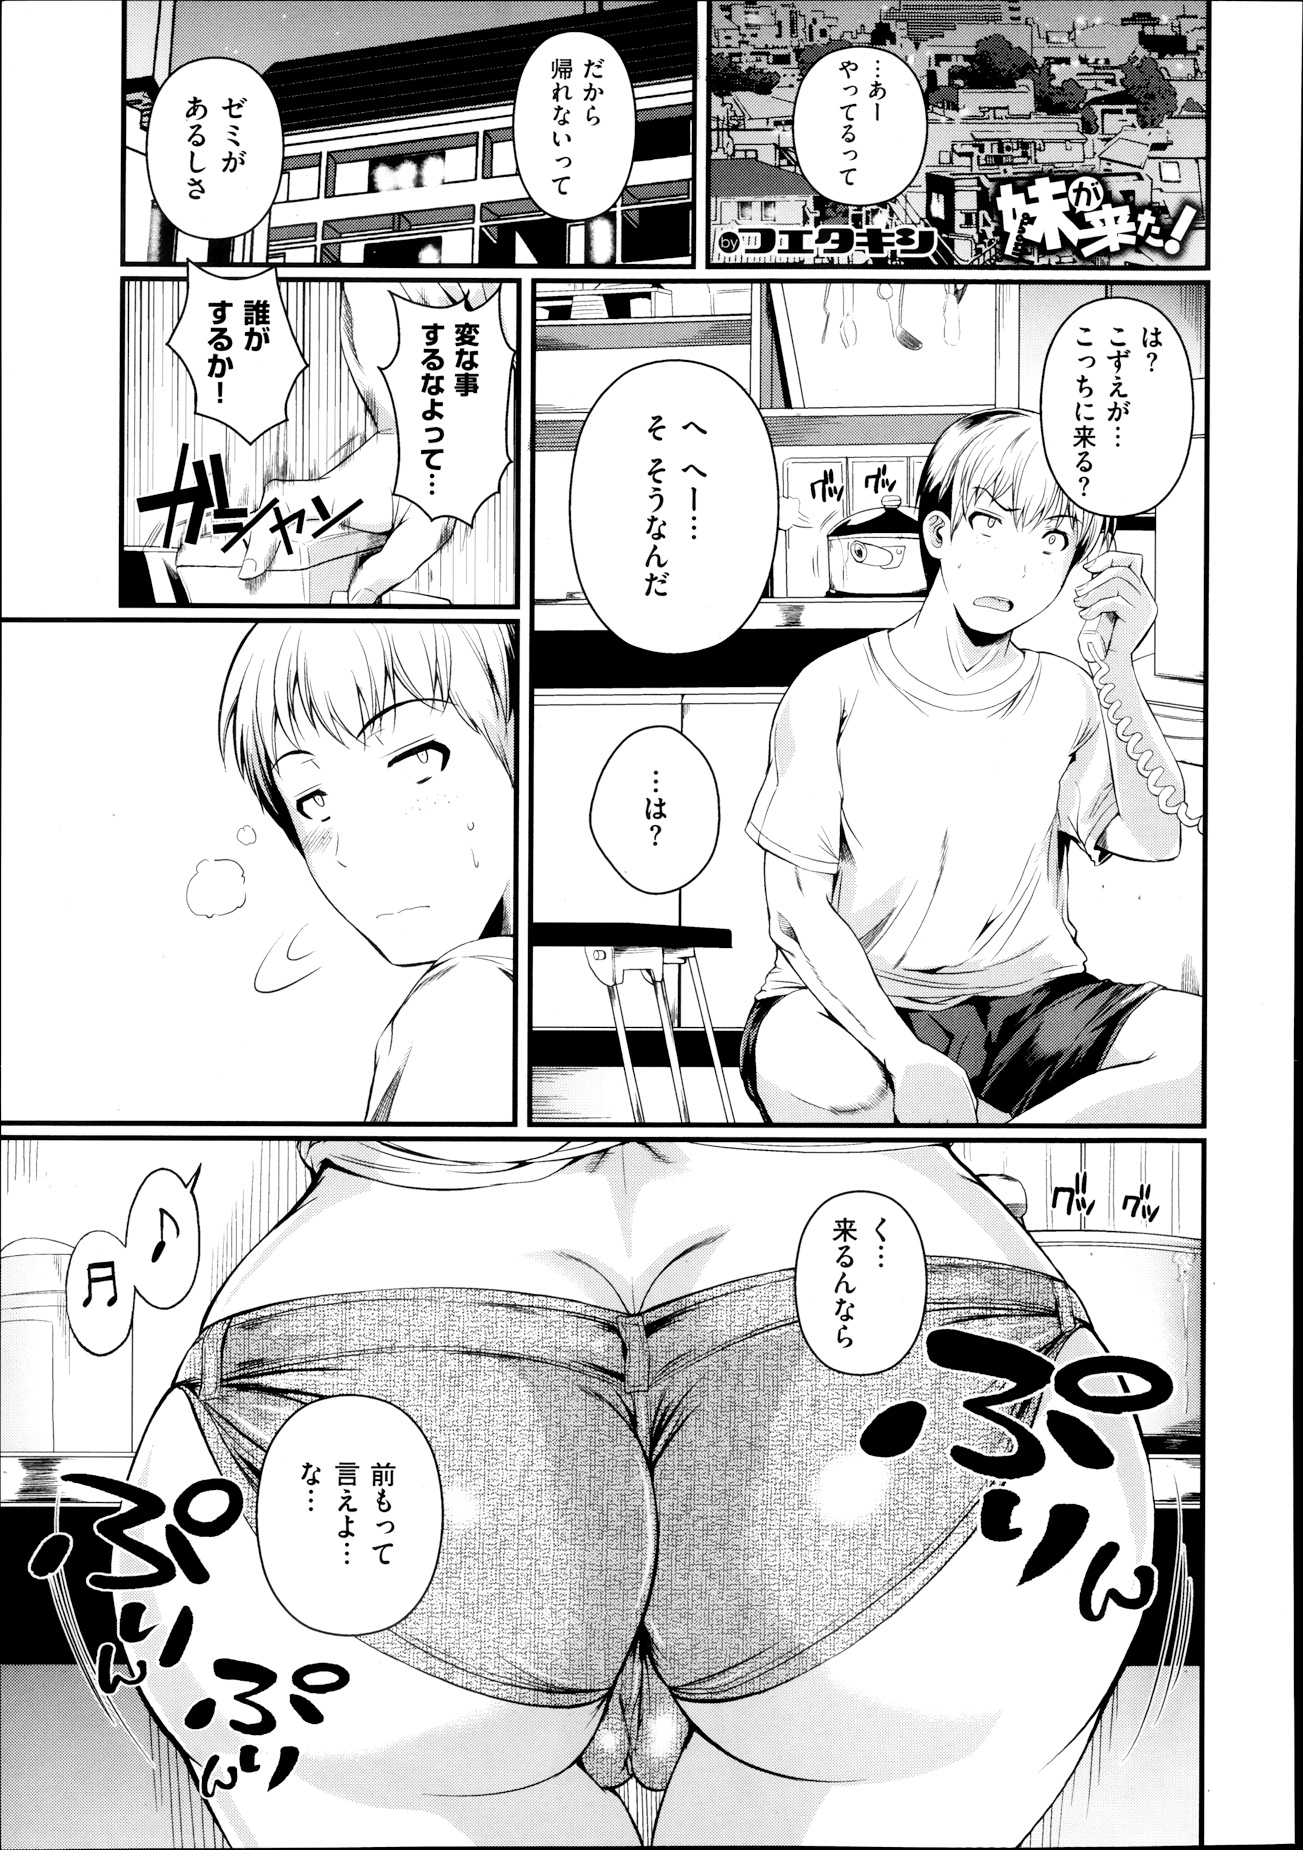 …あー
やってるって
妹が来た！
by フエタキシ
だから
帰れないって
ゼミが
あるしさ
は？
こずえが…
こっちに来る？
グッ
グッ
へ へー…
そ そうなんだ
…は？
変な事
するなよって…
誰が
するか！
ガシャン
く…
来るんなら
グッ
グッ
ぷりん
前もって
言えよ…
な…
ぷりん
ぷりん